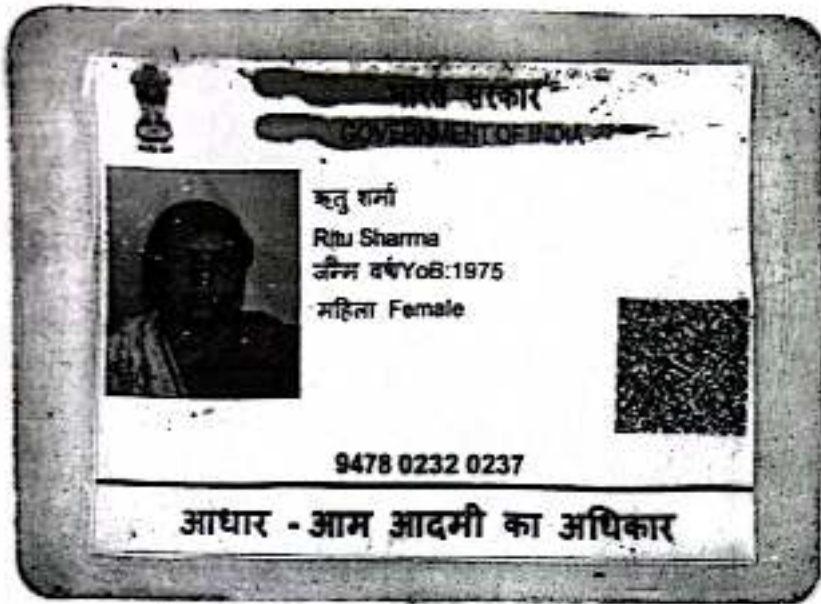 भारत सरकार
GOVERNMENT OF INDIA
ऋतु शर्मा
Ritu Sharma
जन्म वर्ष YoB:1975
महिला Female
9478 0232 0237
आधार - आम आदमी का अधिकार